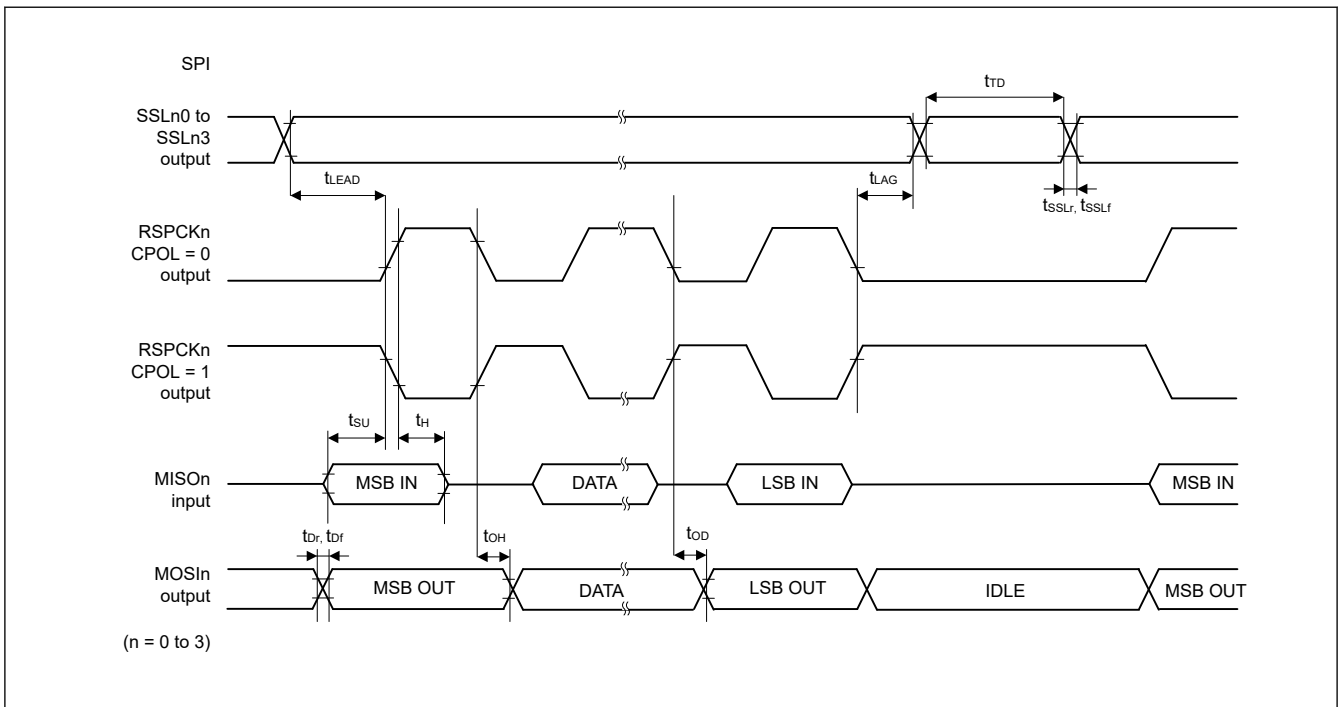 SPI
tTD
SSLn0 to
SSLn3
output
tLEAD
tLAG
tSSLr, tSSLf
RSPCKn
CPOL = 0
output
RSPCKn
CPOL = 1
output
tSU
tH
MISOn
input
MSB IN
DATA
LSB IN
MSB IN
tDr, tDf
tOH
tOD
MOSIn
output
MSB OUT
DATA
LSB OUT
IDLE
MSB OUT
(n = 0 to 3)